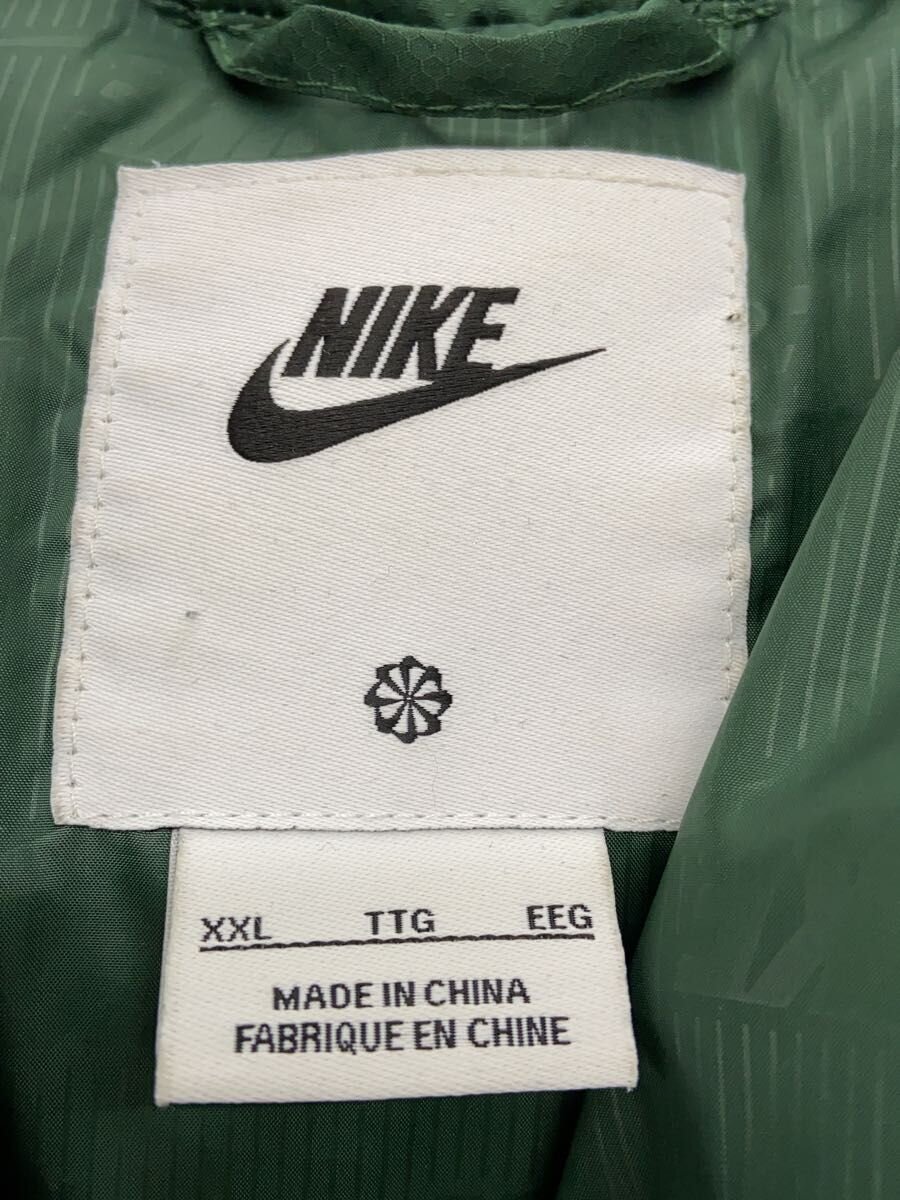 NIKE
XXL TTG EEG
MADE IN CHINA
FABRIQUE EN CHINE